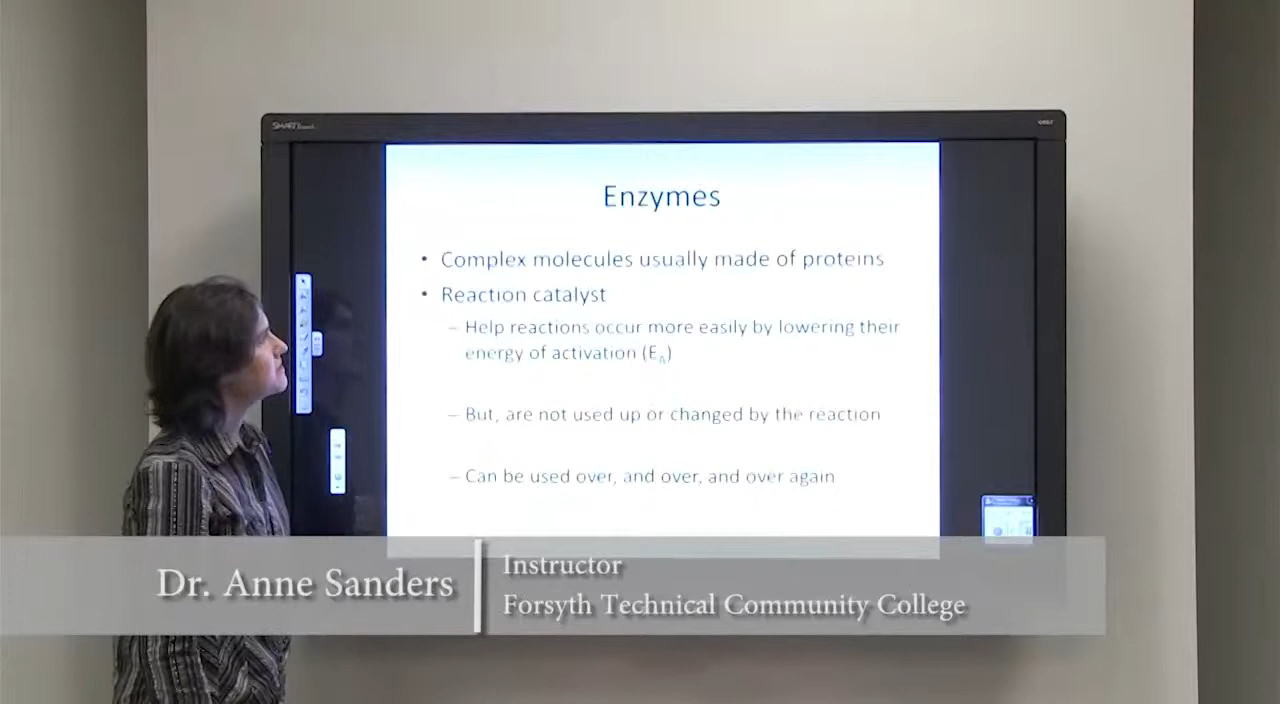 SMART
Enzymes
• Complex molecules usually made of proteins
• Reaction catalyst
– Help reactions occur more easily by lowering their
energy of activation (EA)
– But, are not used up or changed by the reaction
– Can be used over, and over, and over again
Dr. Anne Sanders
Instructor
Forsyth Technical Community College